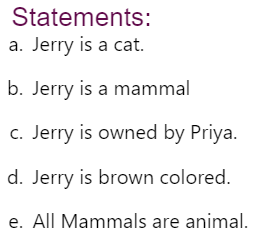 Statements:
a. Jerry is a cat.
b. Jerry is a mammal
c. Jerry is owned by Priya.
d. Jerry is brown colored.
e. All Mammals are animal.